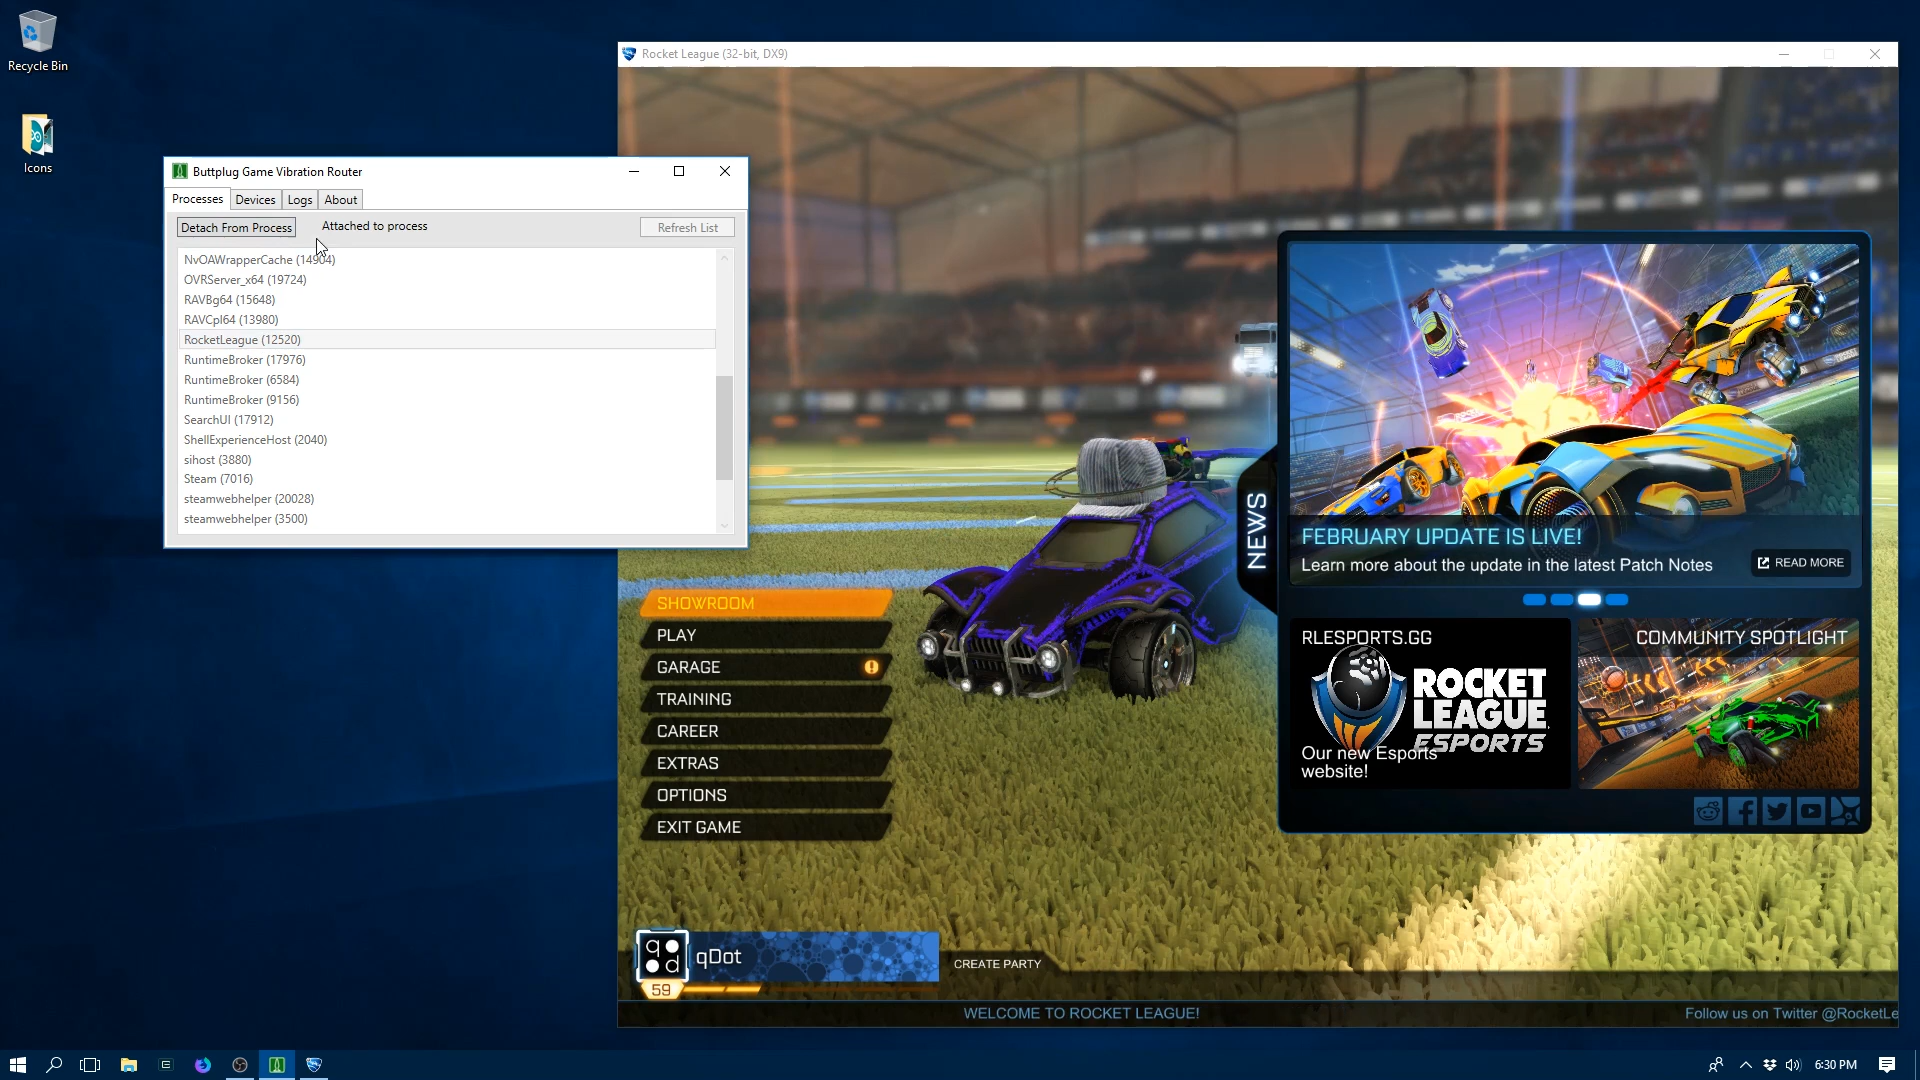 Recycle Bin
Icons
Buttplug Game Vibration Router
Processes
Devices
Logs
About
Detach From Process
Attached to process
Refresh List
NvOAWrapperCache (14904)
OVRServer_x64 (19724)
RAVBg64 (15648)
RAVCpl64 (13980)
RocketLeague (12520)
RuntimeBroker (17976)
RuntimeBroker (6584)
RuntimeBroker (9156)
SearchUI (17912)
ShellExperienceHost (2040)
sihost (3880)
Steam (7016)
steamwebhelper (20028)
steamwebhelper (3500)
Rocket League (32-bit, DX9)
SHOWROOM
PLAY
GARAGE
TRAINING
CAREER
EXTRAS
OPTIONS
EXIT GAME
NEWS
FEBRUARY UPDATE IS LIVE!
Learn more about the update in the latest Patch Notes
READ MORE
RLESPORTS.GG
ROCKET
LEAGUE
ESPORTS
Our new Esports
website!
COMMUNITY SPOTLIGHT
q
d
qDot
59
CREATE PARTY
WELCOME TO ROCKET LEAGUE!
Follow us on Twitter @RocketLe
6:30 PM